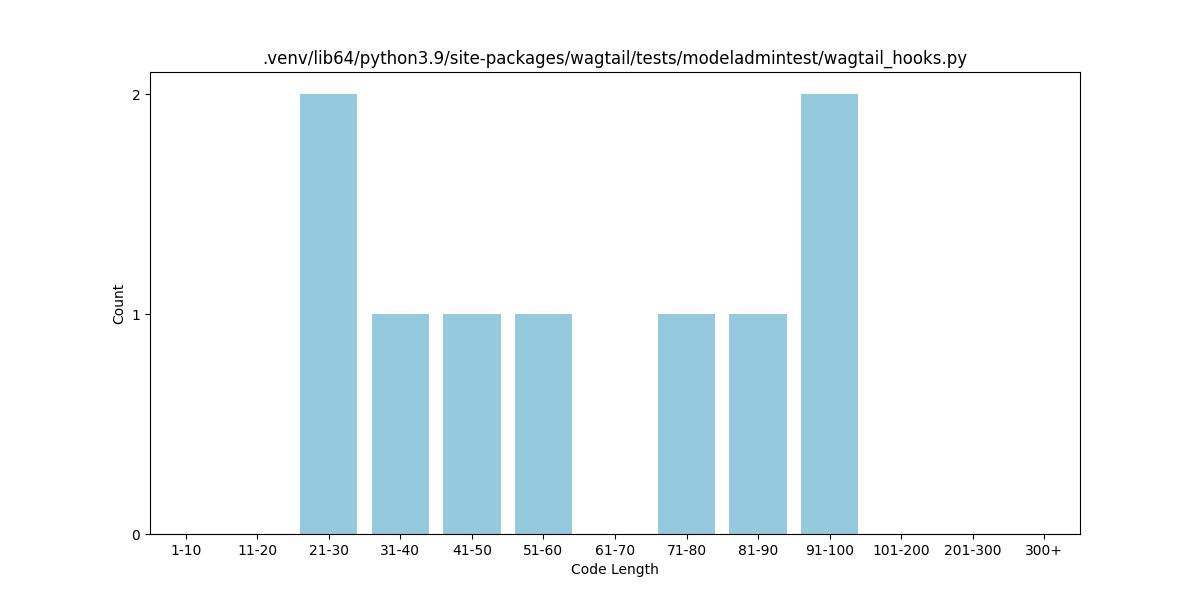 .venv/lib64/python3.9/site-packages/wagtail/tests/modeladmintest/wagtail_hooks.py
2
1
0
Count
1-10 11-20 21-30 31-40 41-50 51-60 61-70 71-80 81-90 91-100 101-200 201-300 300+
Code Length